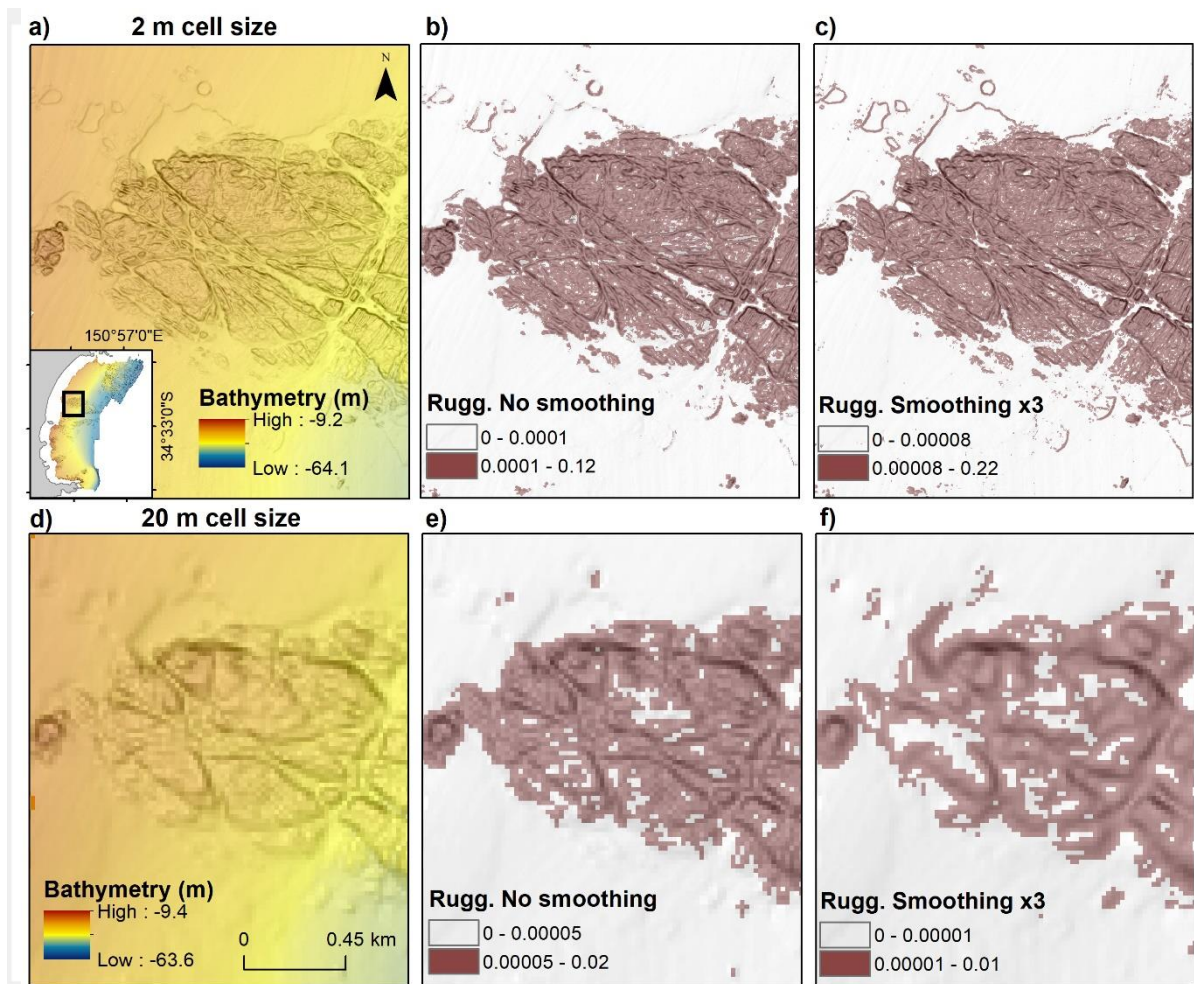 a) 2 m cell size
b)
c)
N
150°57'0"E
34°33'0"S
Bathymetry (m)
High : -9.2
Low : -64.1
Rugg. No smoothing
0 - 0.0001
0.0001 - 0.12
Rugg. Smoothing x3
0 - 0.00008
0.00008 - 0.22
d) 20 m cell size
e)
f)
Bathymetry (m)
High : -9.4
Low : -63.6
0 0.45 km
Rugg. No smoothing
0 - 0.00005
0.00005 - 0.02
Rugg. Smoothing x3
0 - 0.00001
0.00001 - 0.01